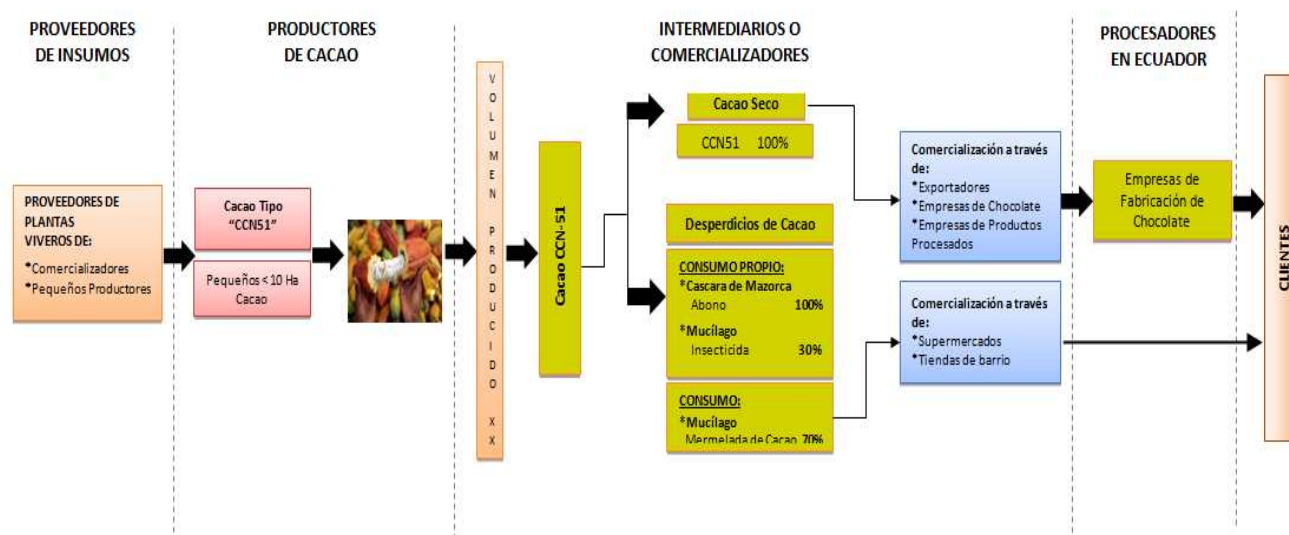 PROVEEDORES
DE INSUMOS
PRODUCTORES
DE CACAO
INTERMEDIARIOS O
COMERCIALIZADORES
PROCESADORES
EN ECUADOR
PROVEEDORES DE
PLANTAS
VIVEROS DE:
*Comercializadores
*Pequeños Productores
Cacao Tipo
"CCN51"
Pequeños < 10 Ha
Cacao
VOLUMEN PRODUCIDO XX
Cacao CCN-51
Cacao Seco
CCN51 100%
Desperdicios de Cacao
CONSUMO PROPIO:
*Cascara de Mazorca
Abono 100%
*Mucílago
Insecticida 30%
CONSUMO:
*Mucílago
Mermelada de Cacao 70%
Comercialización a través
de:
*Exportadores
*Empresas de Chocolate
*Empresas de Productos
Procesados
Comercialización a través
de:
*Supermercados
*Tiendas de barrio
Empresas de
Fabricación de
Chocolate
CLIENTES